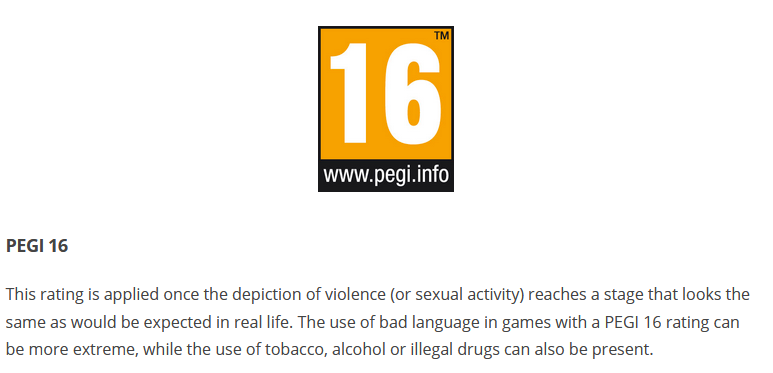 TM
16
www.pegi.info
PEGI 16
This rating is applied once the depiction of violence (or sexual activity) reaches a stage that looks the
same as would be expected in real life. The use of bad language in games with a PEGI 16 rating can
be more extreme, while the use of tobacco, alcohol or illegal drugs can also be present.